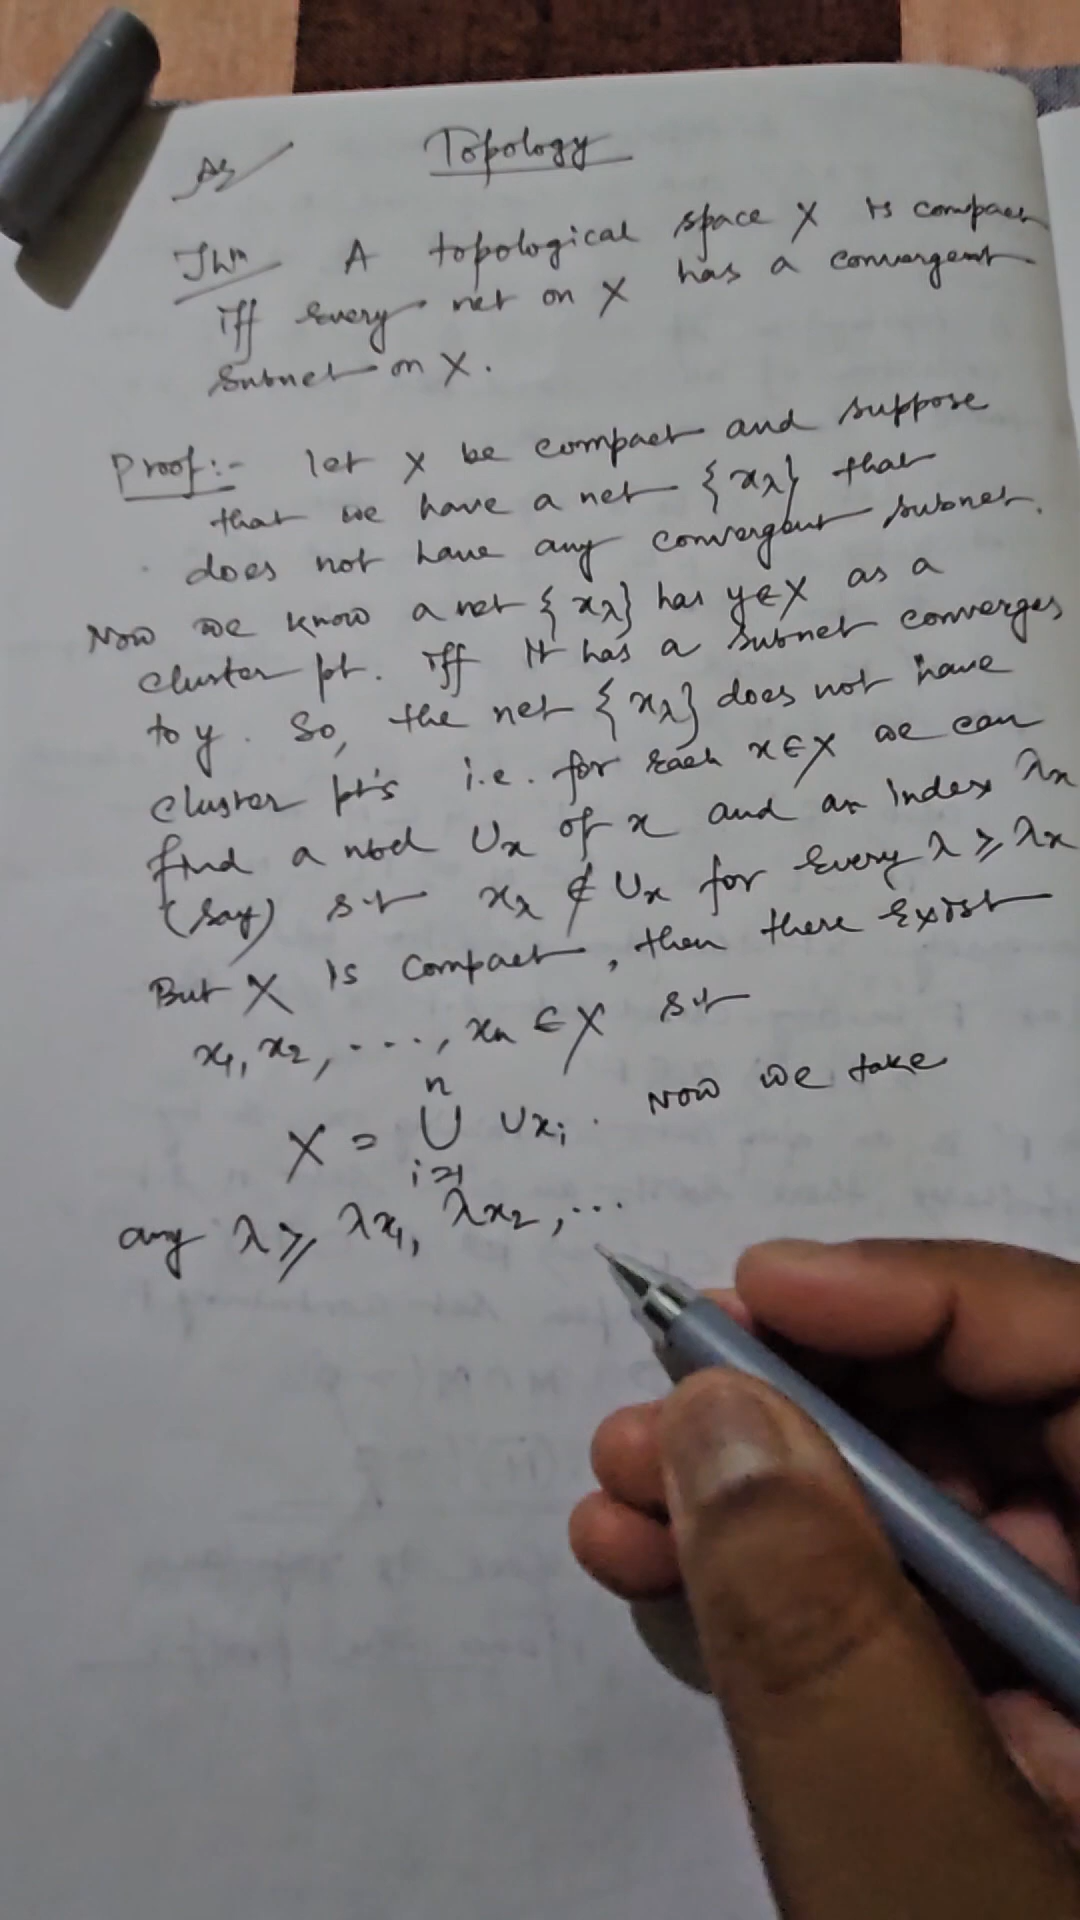 Topology
Thm A topological space X is compact
iff every net on X has a convergent
subnet on X.
Proof:- let X be compact and suppose
that we have a net {xλ} that
does not have any convergent subnet.
Now we know a net {xλ} has y∈X as a
cluster pt. iff it has a subnet converges
to y. So, the net {xλ} does not have
cluster pt's i.e. for each x∈X we can
find a nbd Ux of x and an index λx
(say) s.t xλ ∉ Ux for every λ ⩾ λx
But X is compact, then there exist
x1, x2, ...., xn ∈ X s.t
X = n⋃i=1 Uxi. Now we take
any λ ⩾ λx1, λx2, ...